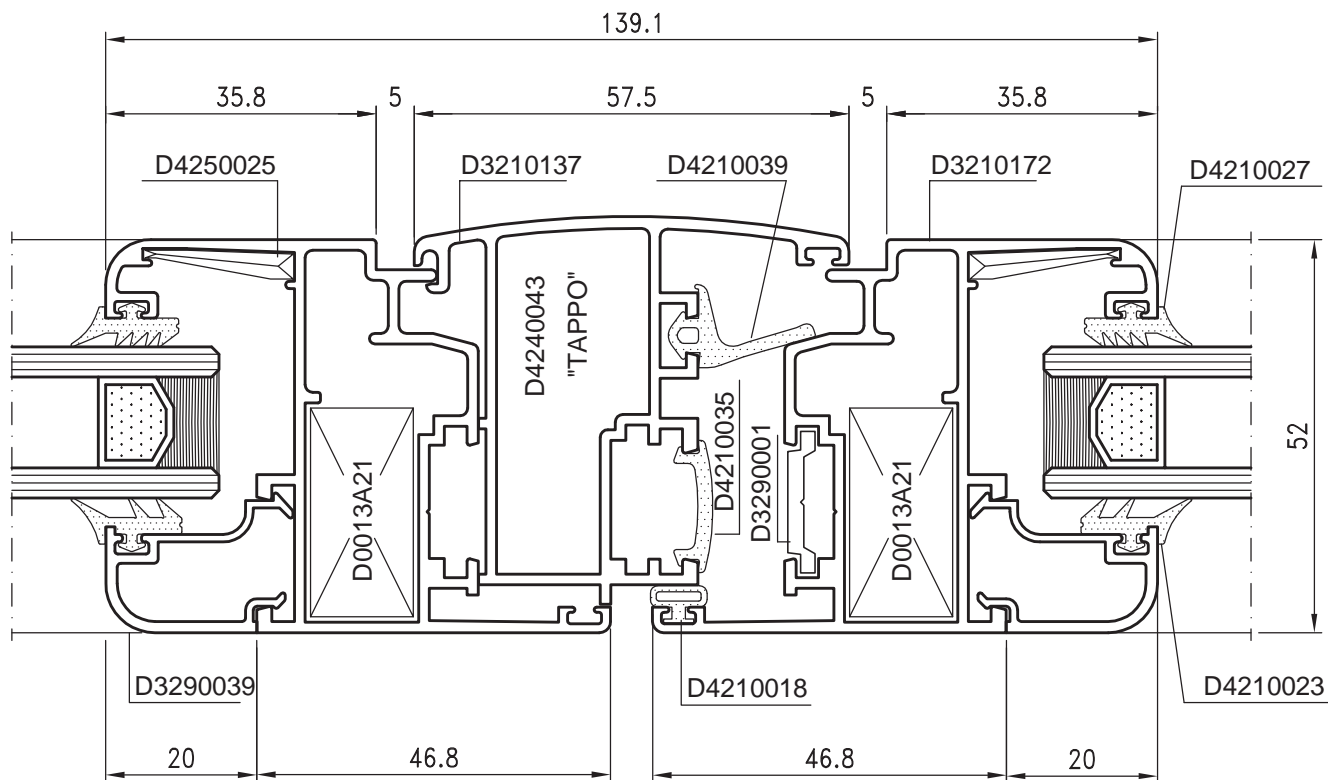 139.1
35.8
5
57.5
5
35.8
D4250025
D3210137
D4210039
D3210172
D4210027
D4240043
"TAPPO"
D4210035
D3290001
D0013A21
D0013A21
52
D3290039
D4210018
D4210023
20
46.8
46.8
20